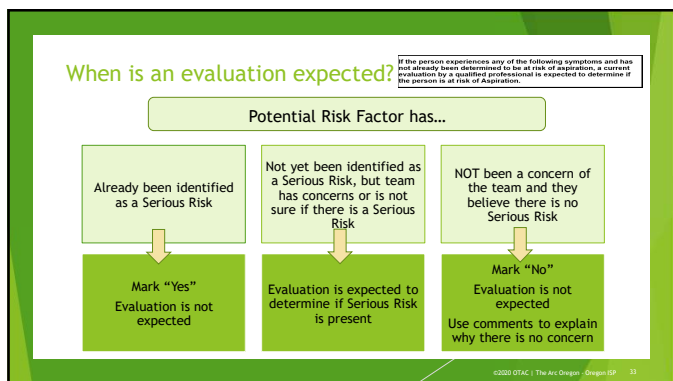 When is an evaluation expected?
If the person experiences any of the following symptoms and has
not already been determined to be at risk of aspiration, a current
evaluation by a qualified professional is expected to determine if
the person is at risk of Aspiration.
Potential Risk Factor has…
Already been identified
as a Serious Risk
Not yet been identified as
a Serious Risk, but team
has concerns or is not
sure if there is a Serious
Risk
NOT been a concern of
the team and they
believe there is no
Serious Risk
Mark “Yes”
Evaluation is not
expected
Evaluation is expected to
determine if Serious Risk
is present
Mark “No”
Evaluation is not
expected
Use comments to explain
why there is no concern
©2020 OTAC | The Arc Oregon - Oregon ISP 33